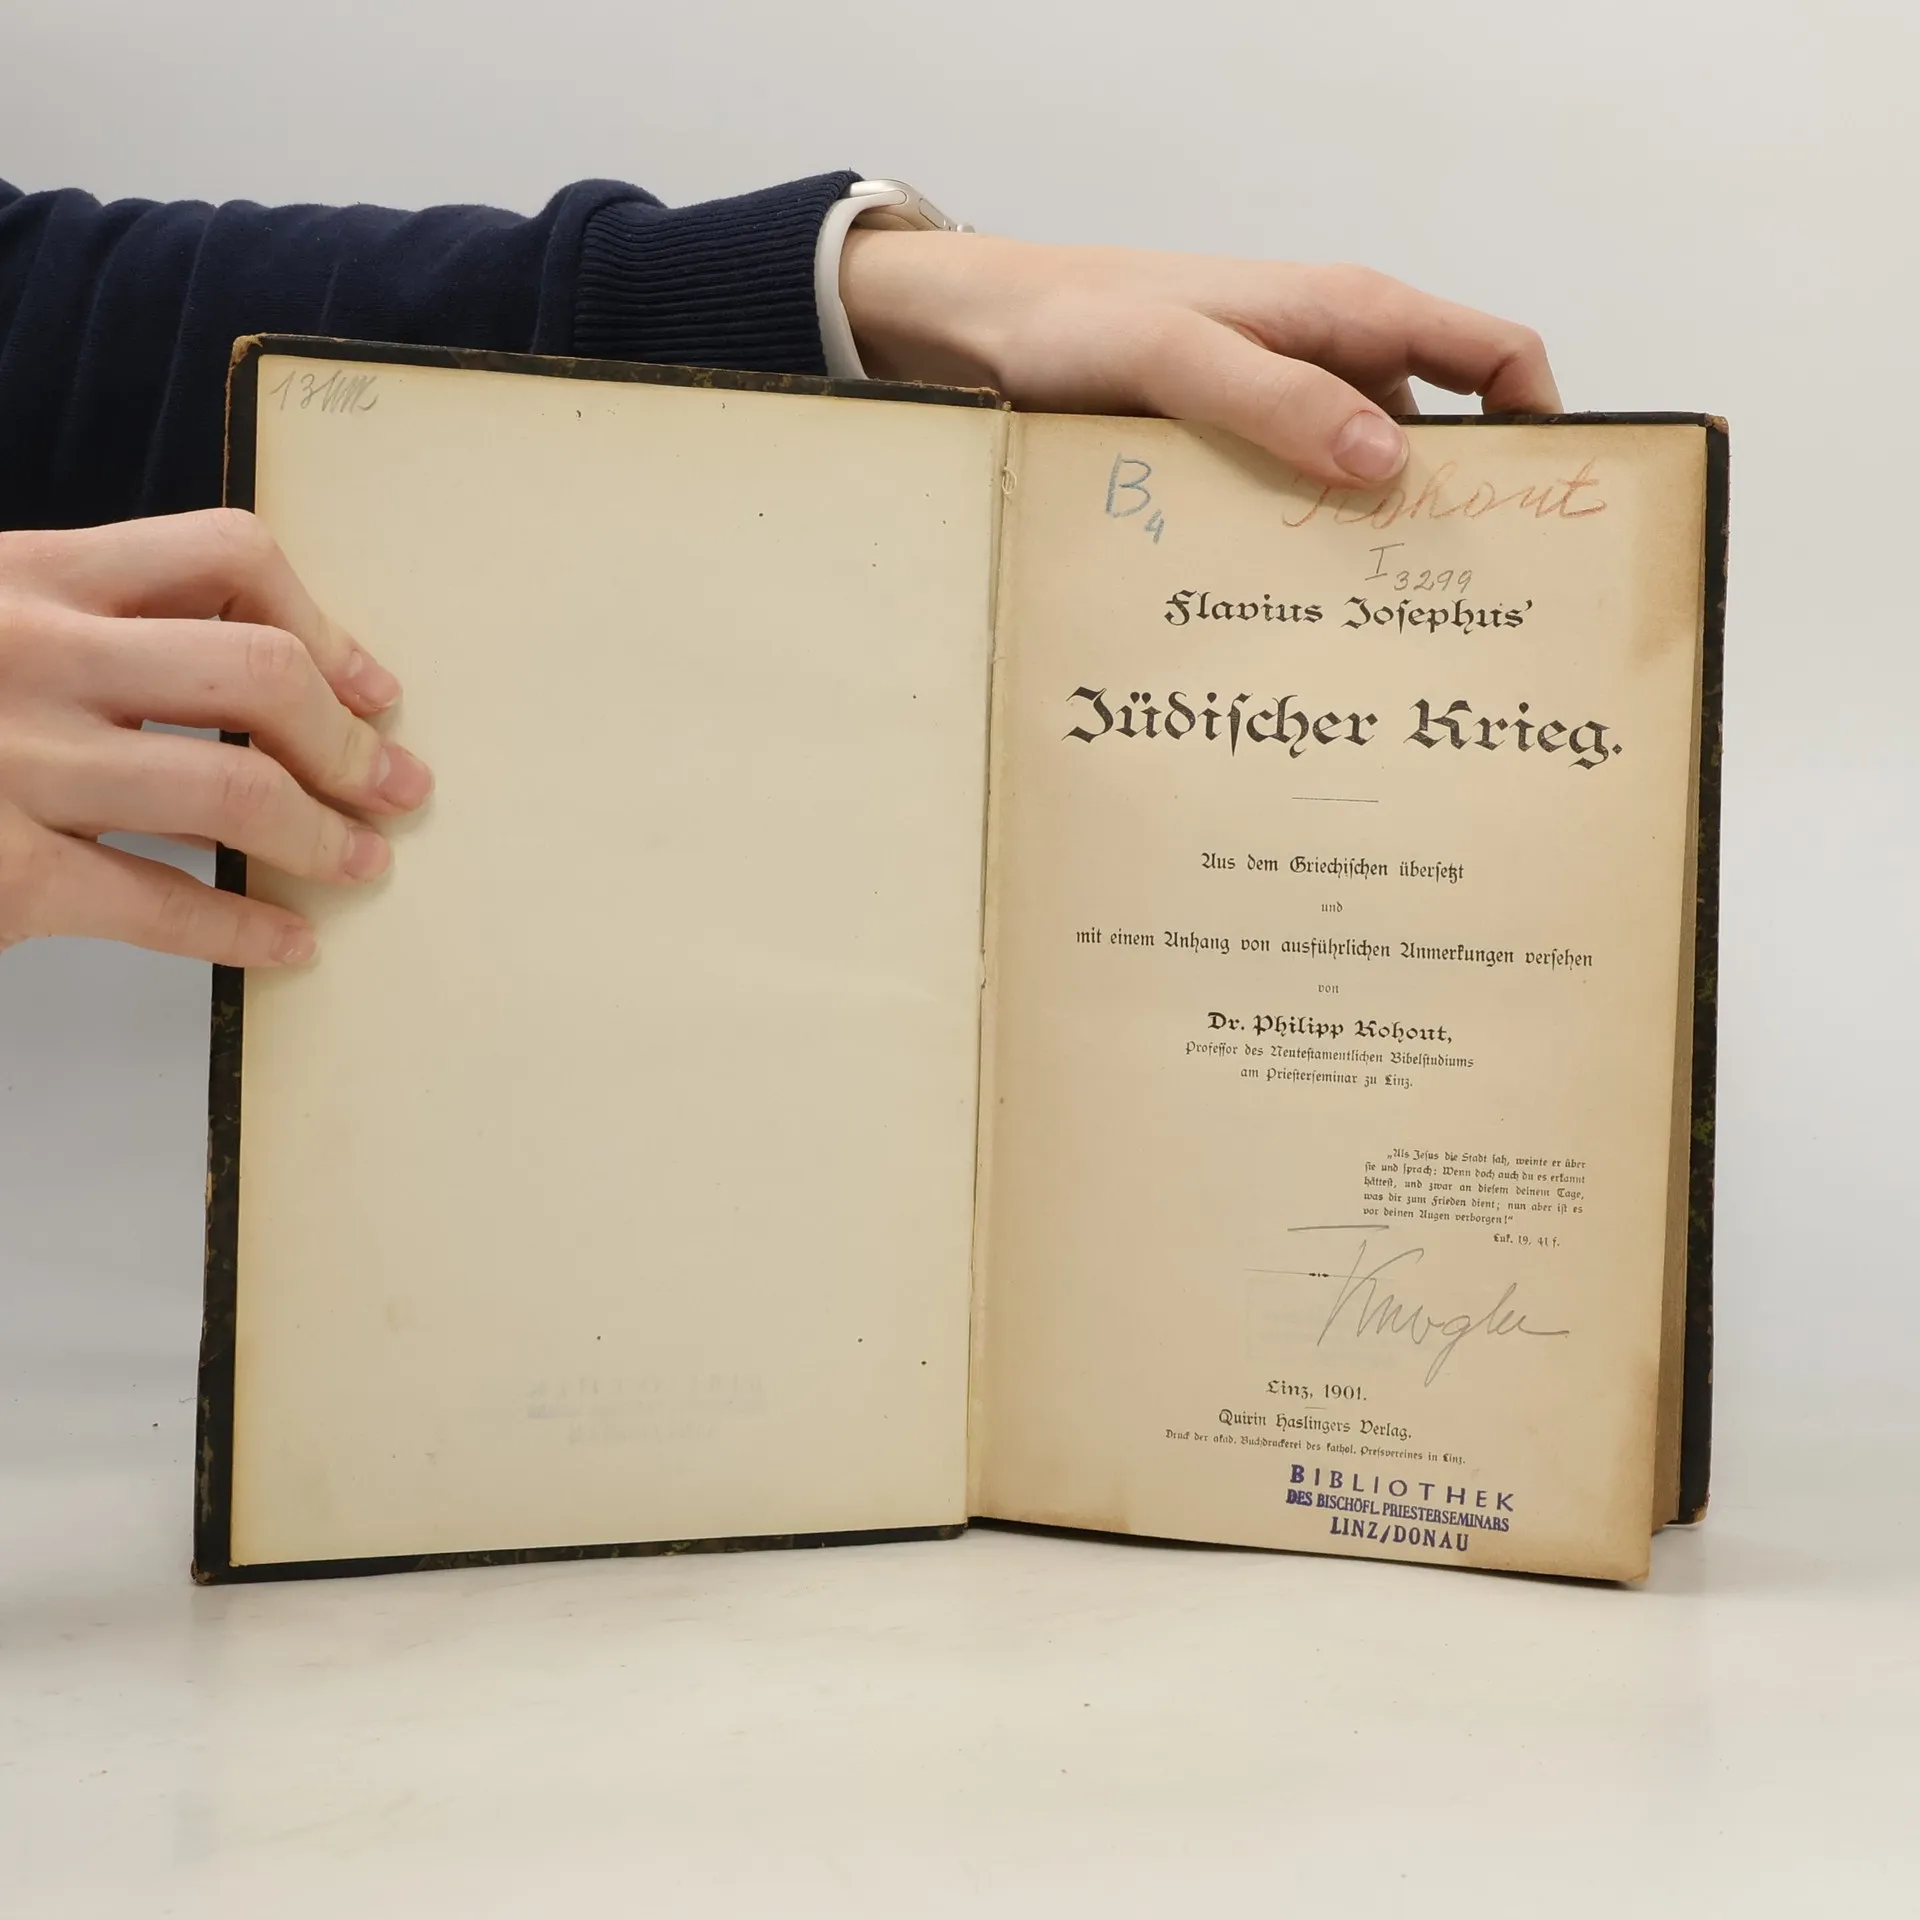 B4
Kohout
I 3299
Flavius Josephus'
Jüdischer Krieg.
Aus dem Griechischen übersetzt
und
mit einem Anhang von ausführlichen Anmerkungen versehen
von
Dr. Philipp Kohout,
Professor des Neutestamentlichen Bibelstudiums
am Priesterseminar zu Linz.
„Als Jesus die Stadt sah, weinte er über
sie und sprach: Wenn doch auch du es erkannt
hättest, und zwar an diesem deinem Tage,
was dir zum Frieden dient; nun aber ist es
vor deinen Augen verborgen!"
Luk. 19, 41 f.
Linz, 1901.
Quirin Haslingers Verlag.
Druck der akad. Buchdruckerei des kathol. Preßvereines in Linz.
BIBLIOTHEK
DES BISCHÖFL. PRIESTERSEMINARS
LINZ/DONAU